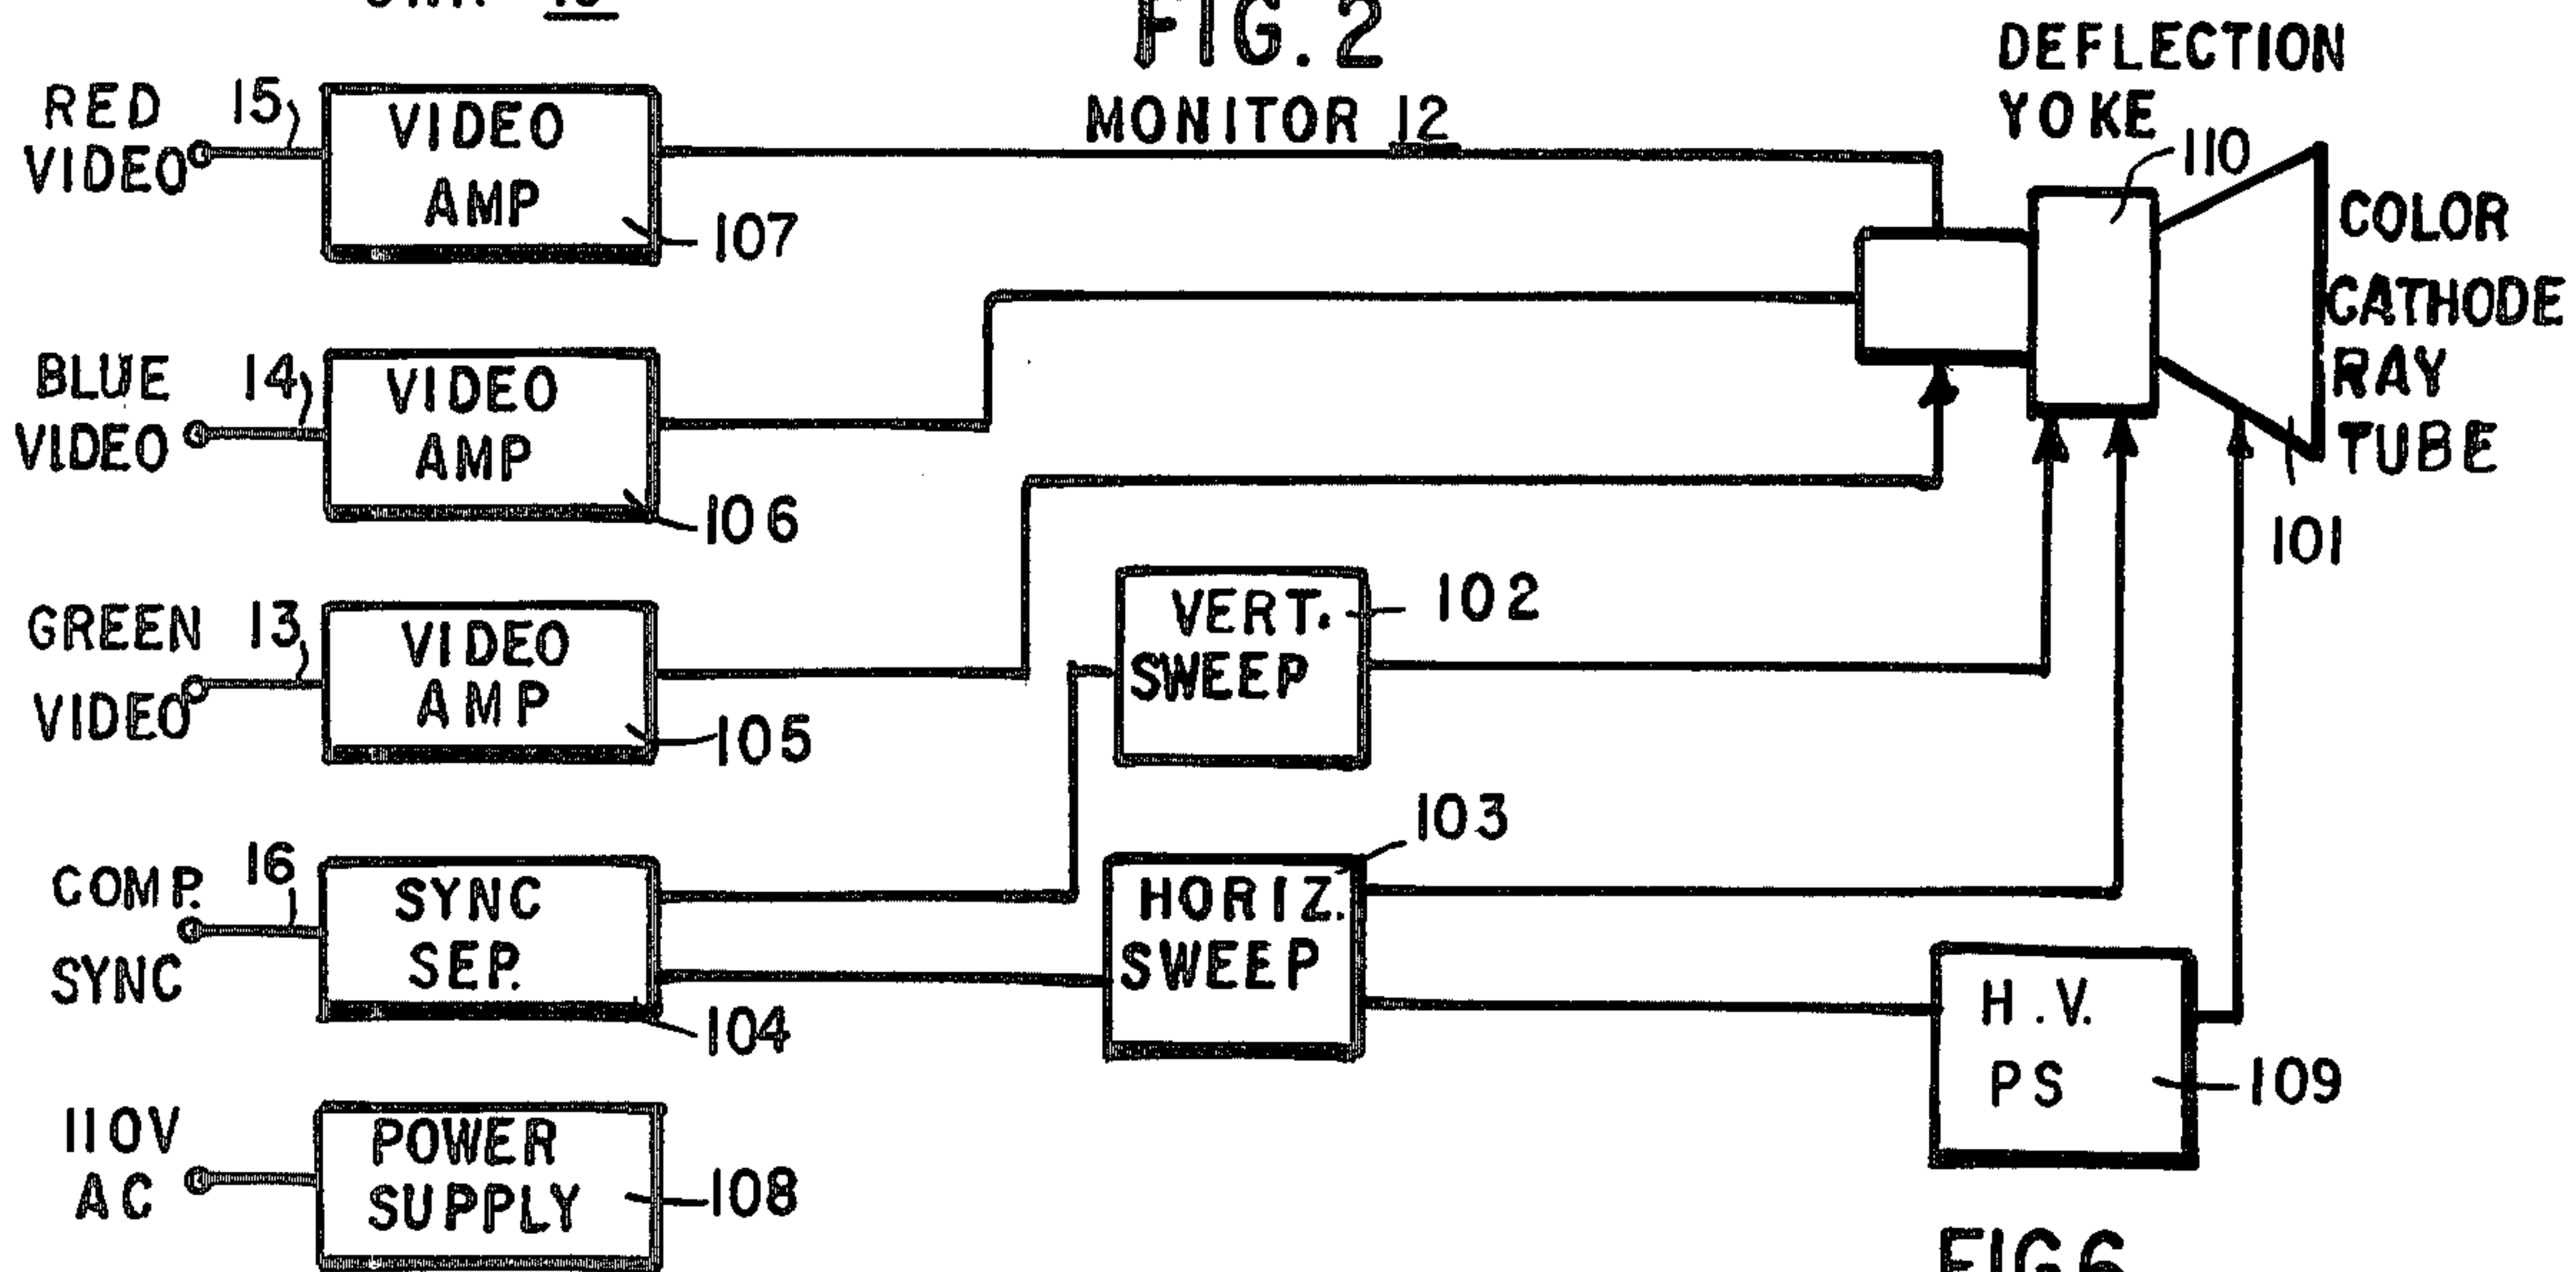 FIG. 2
MONITOR 12
DEFLECTION
YOKE
110
COLOR
CATHODE
RAY
TUBE
101
RED
VIDEO
15
VIDEO
AMP
107
BLUE
VIDEO
14
VIDEO
AMP
106
GREEN
VIDEO
13
VIDEO
AMP
105
VERT.
SWEEP
102
COMP.
SYNC
16
SYNC
SEP.
104
HORIZ.
SWEEP
103
H.V.
PS
109
110V
AC
POWER
SUPPLY
108
FIG.6